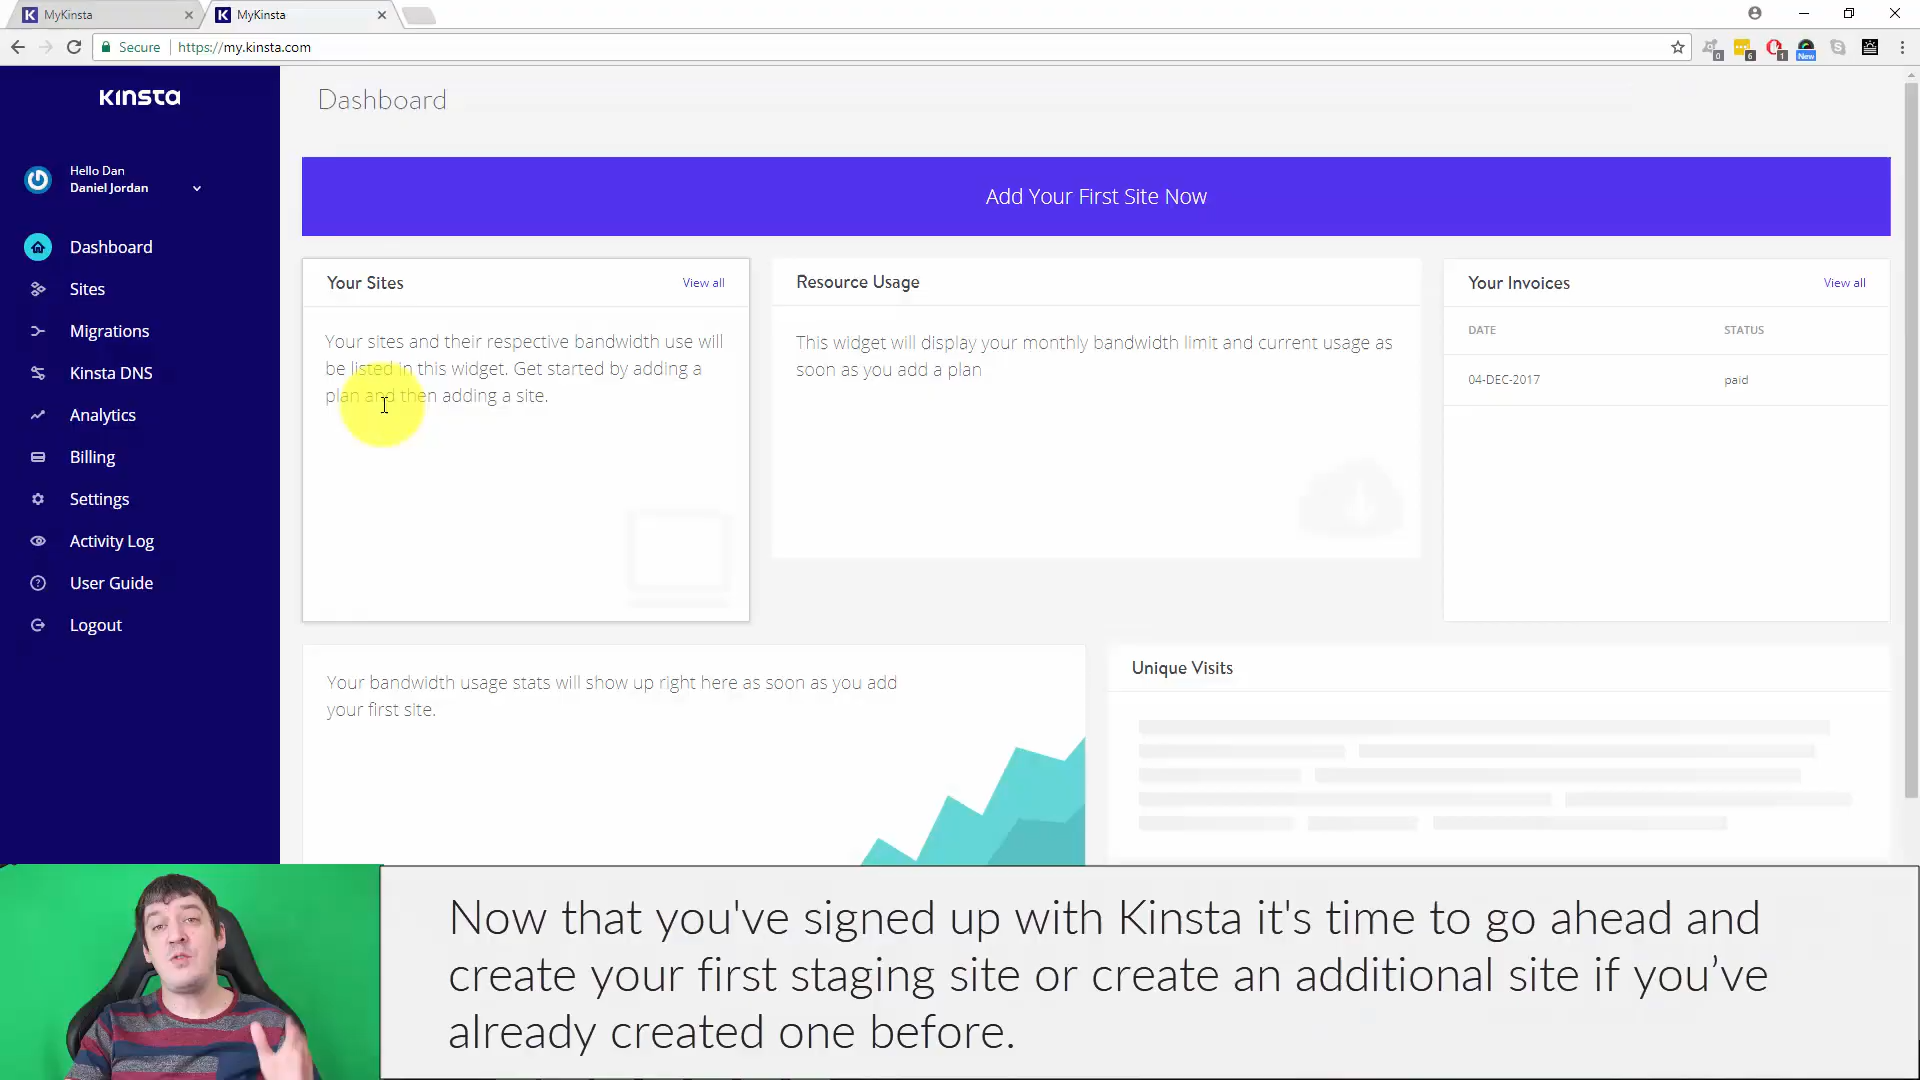 MyKinsta
MyKinsta
Secure
https://my.kinsta.com
0
6
1
New
KINSTA
Dashboard
Hello Dan
Daniel Jordan
Add Your First Site Now
Dashboard
Sites
Migrations
Kinsta DNS
Analytics
Billing
Settings
Activity Log
User Guide
Logout
Your Sites
View all
Your sites and their respective bandwidth use will
be listed in this widget. Get started by adding a
plan and then adding a site.
Resource Usage
This widget will display your monthly bandwidth limit and current usage as
soon as you add a plan
Your Invoices
View all
DATE STATUS
04-DEC-2017 paid
Your bandwidth usage stats will show up right here as soon as you add
your first site.
Unique Visits
Now that you've signed up with Kinsta it's time to go ahead and
create your first staging site or create an additional site if you’ve
already created one before.